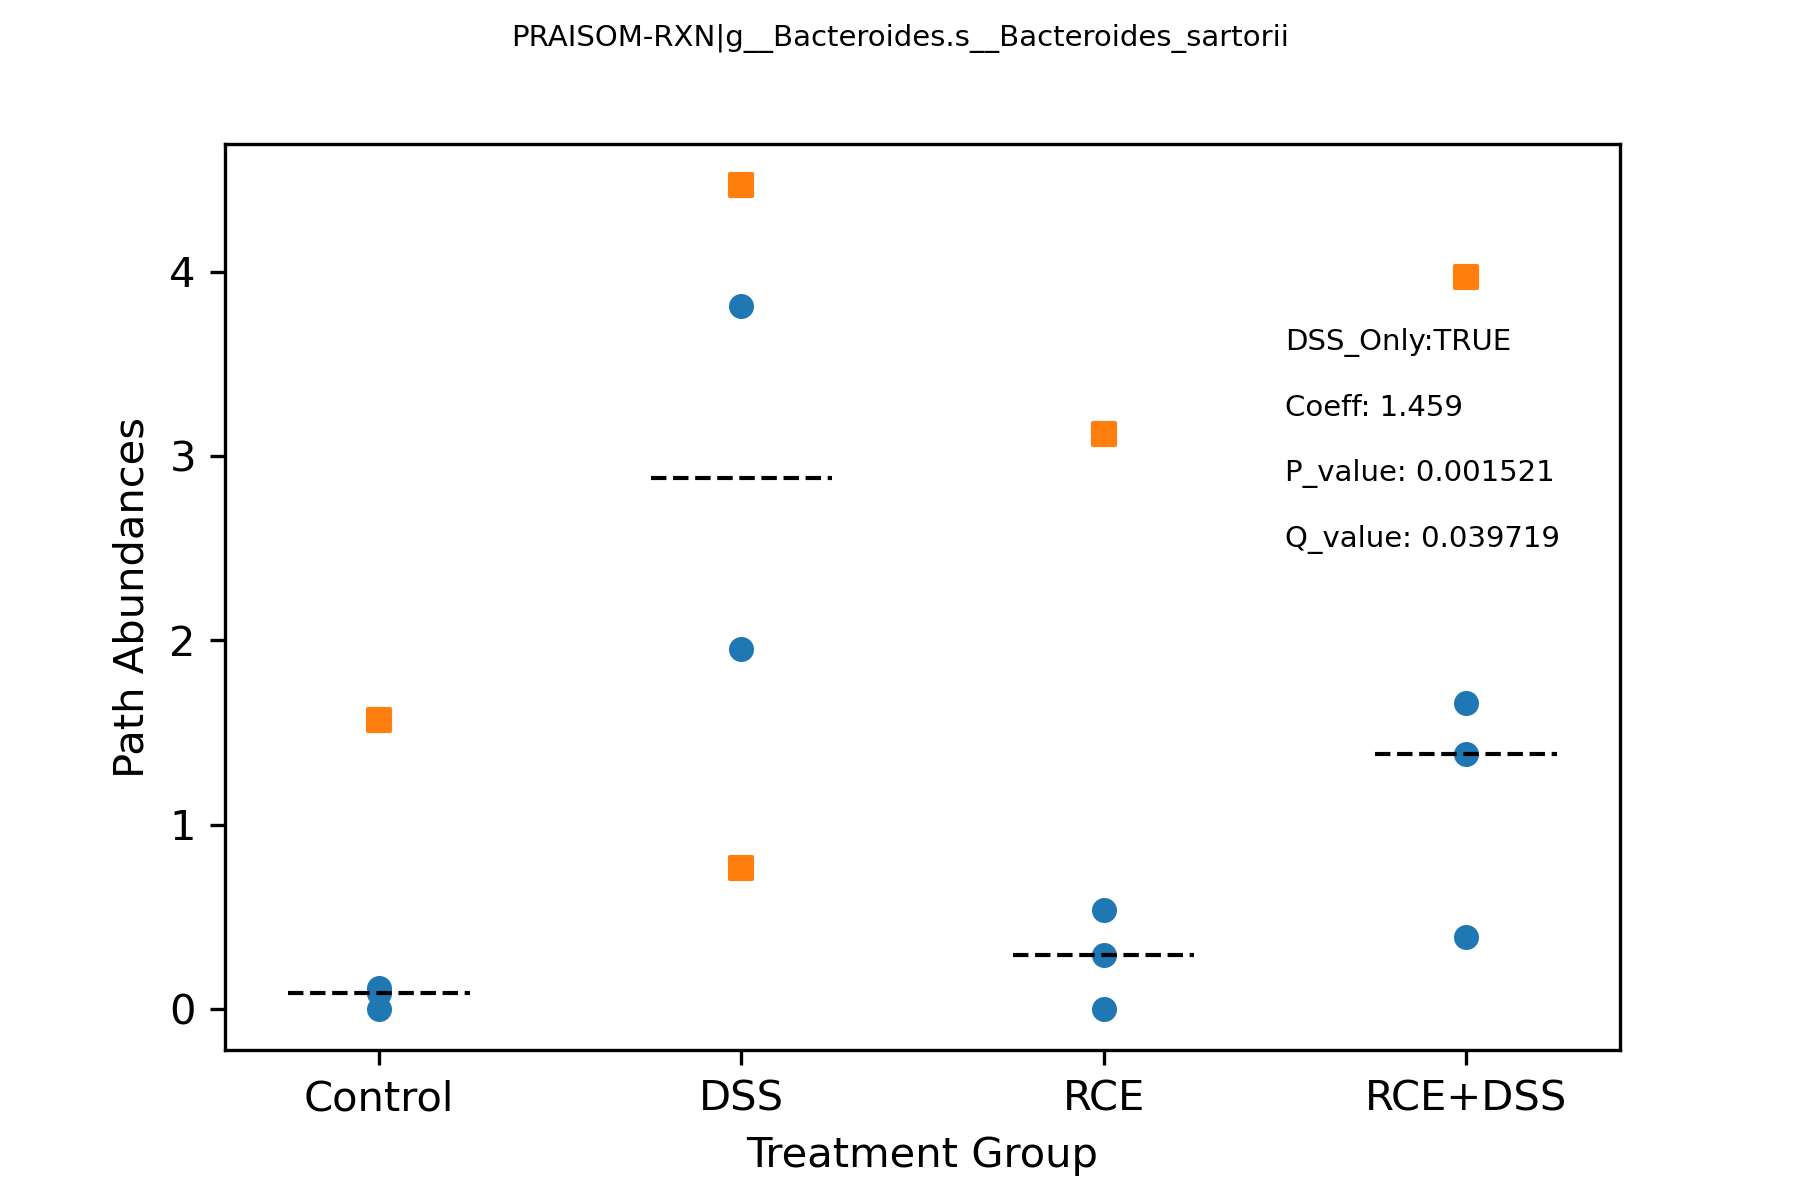 PRAISOM-RXN|g__Bacteroides.s__Bacteroides_sartorii
4
3
2
1
0
Path Abundances
DSS_Only:TRUE
Coeff: 1.459
P_value: 0.001521
Q_value: 0.039719
Control
DSS
RCE
RCE+DSS
Treatment Group